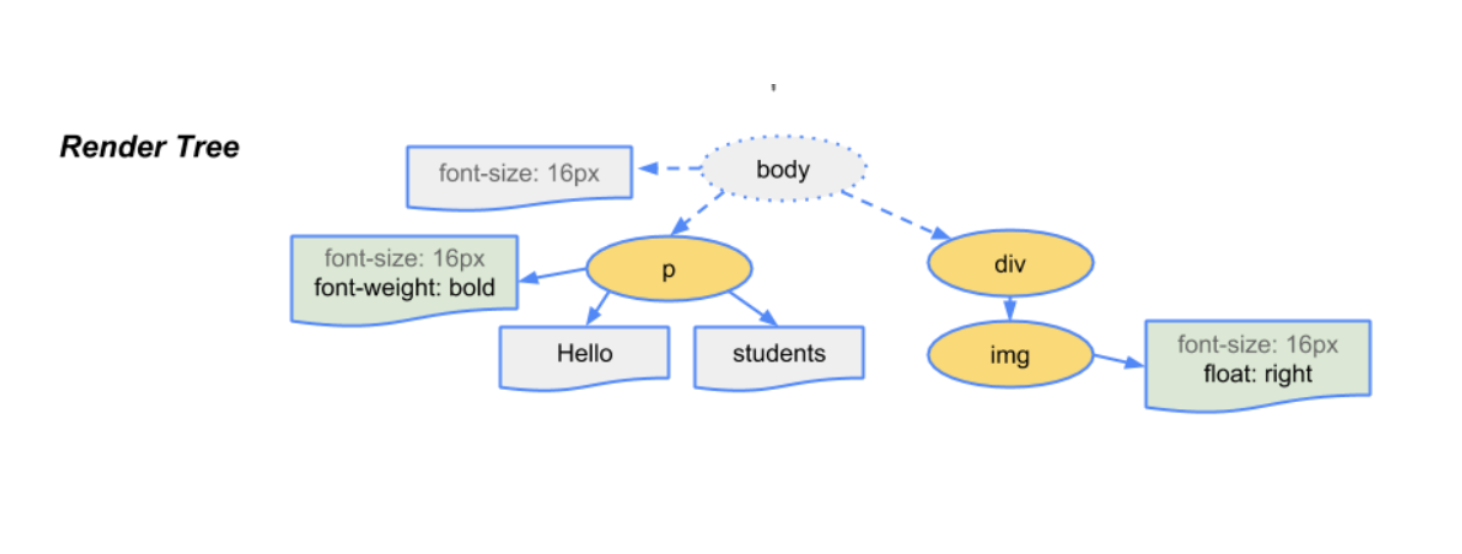 Render Tree
font-size: 16px
body
font-size: 16px
font-weight: bold
p
div
Hello
students
img
font-size: 16px
float: right